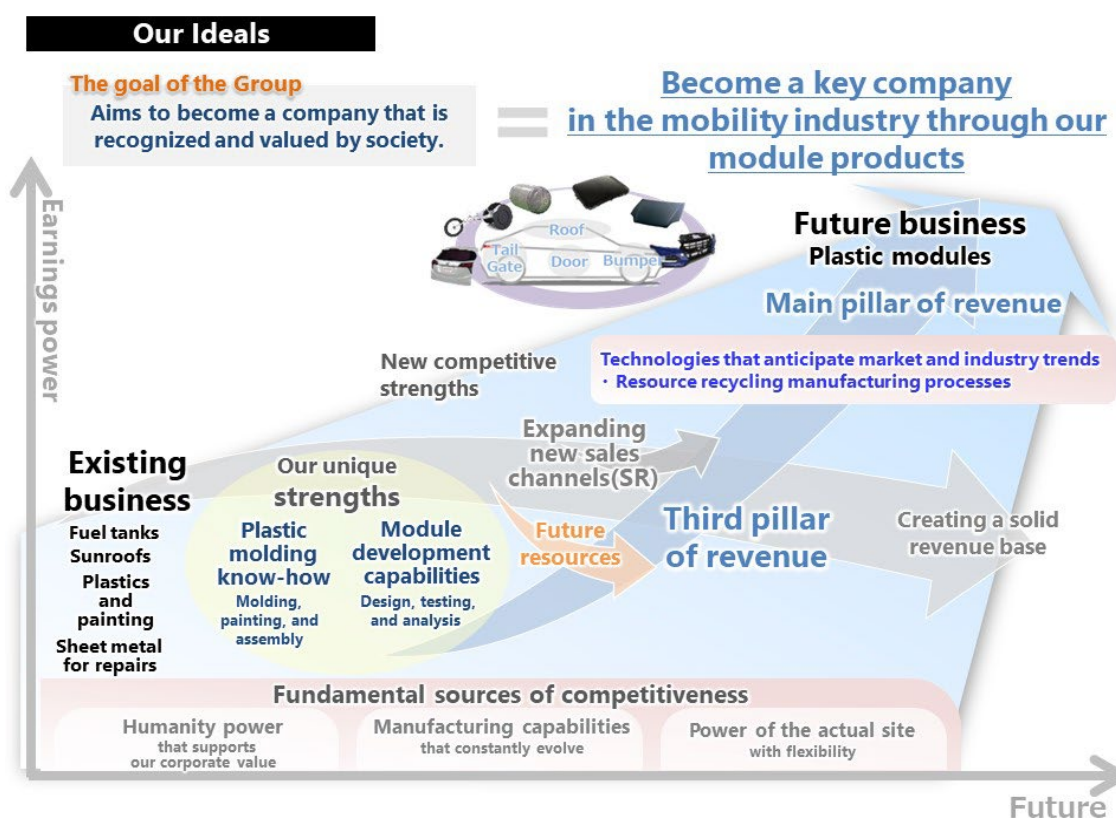 Our Ideals
The goal of the Group
Aims to become a company that is
recognized and valued by society.
=
Become a key company
in the mobility industry through our
module products
Earnings power
Roof
Tail
Gate
Door
Bumper
Future business
Plastic modules
Main pillar of revenue
New competitive
strengths
Technologies that anticipate market and industry trends
・Resource recycling manufacturing processes
Existing
business
Fuel tanks
Sunroofs
Plastics
and
painting
Sheet metal
for repairs
Our unique
strengths
Plastic
molding
know-how
Molding,
painting, and
assembly
Module
development
capabilities
Design, testing,
and analysis
Expanding
new sales
channels(SR)
Future
resources
Third pillar
of revenue
Creating a solid
revenue base
Fundamental sources of competitiveness
Humanity power
that supports
our corporate value
Manufacturing capabilities
that constantly evolve
Power of the actual site
with flexibility
Future